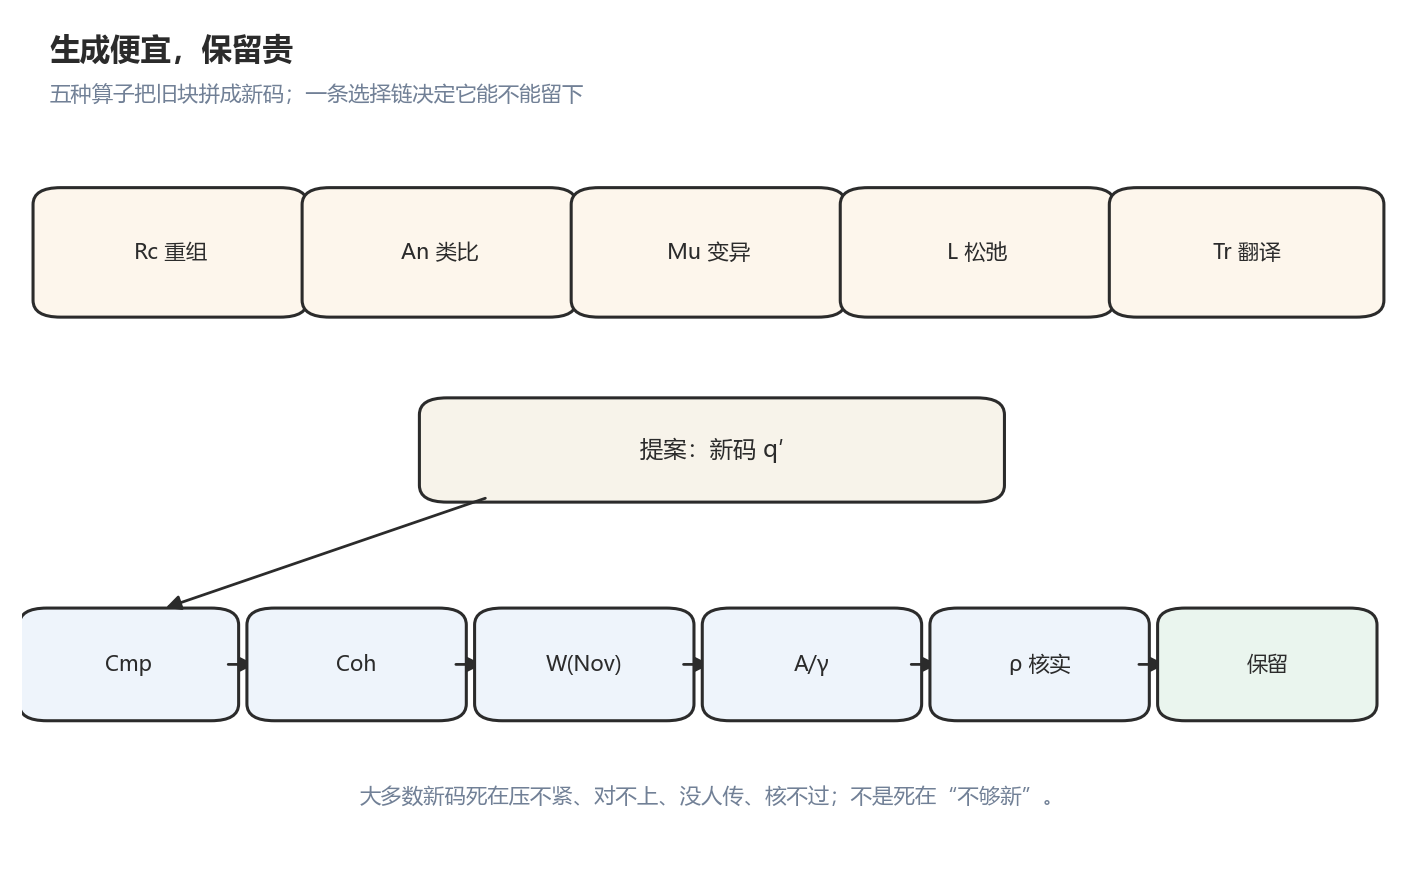 生成便宜，保留贵
五种算子把旧块拼成新码；一条选择链决定它能不能留下
Rc 重组
An 类比
Mu 变异
L 松弛
Tr 翻译
提案：新码 q′
Cmp
Coh
W(Nov)
A/γ
ρ 核实
保留
大多数新码死在压不紧、对不上、没人传、核不过；不是死在“不够新”。